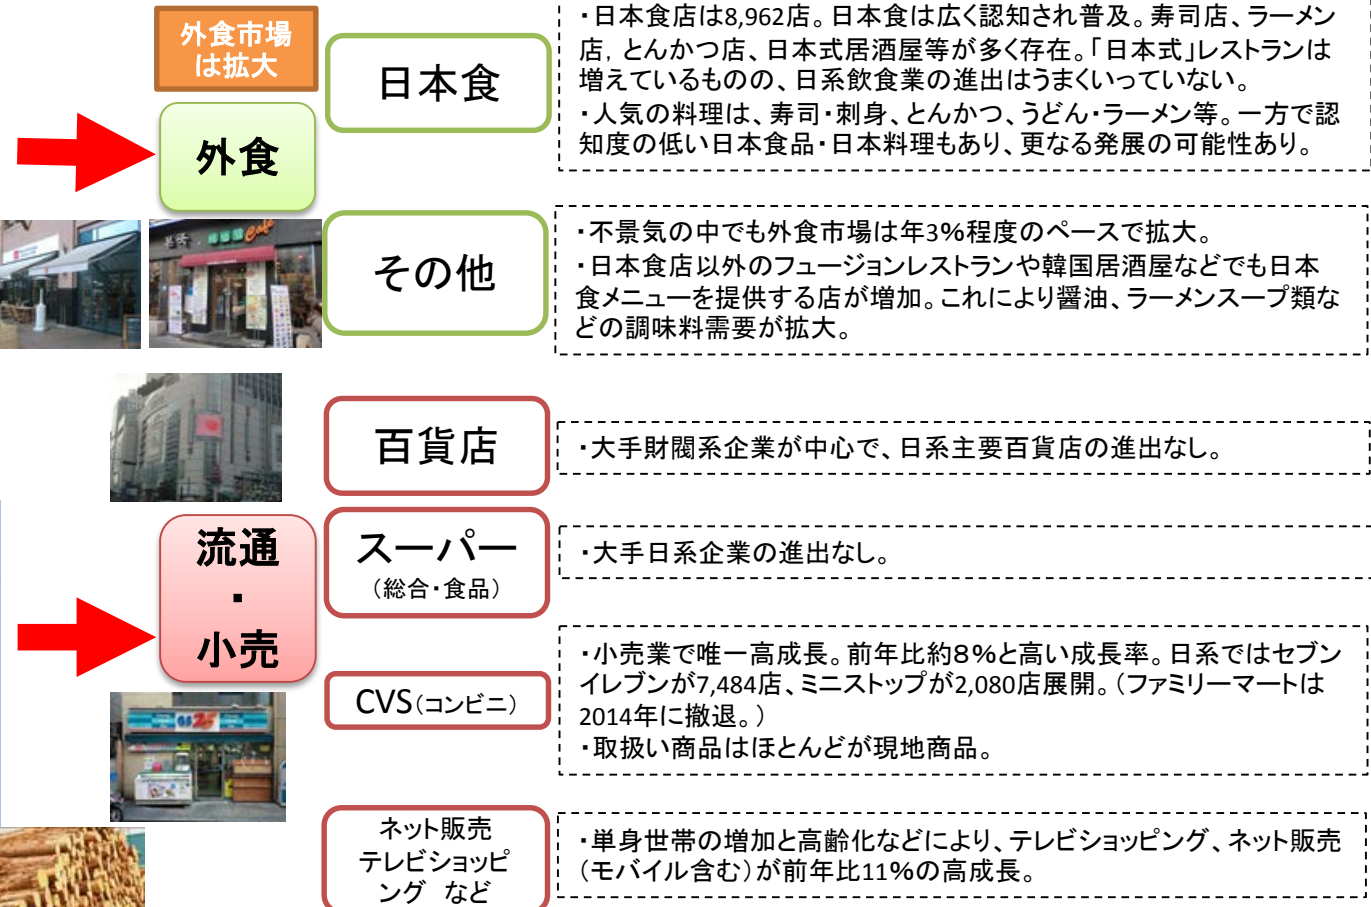 外食市場
は拡大
外食
日本食
・日本食店は8,962店。日本食は広く認知され普及。寿司店、ラーメン
店, とんかつ店、日本式居酒屋等が多く存在。「日本式」レストランは
増えているものの、日系飲食業の進出はうまくいっていない。
・人気の料理は、寿司・刺身、とんかつ、うどん・ラーメン等。一方で認
知度の低い日本食品・日本料理もあり、更なる発展の可能性あり。
その他
・不景気の中でも外食市場は年3％程度のペースで拡大。
・日本食店以外のフュージョンレストランや韓国居酒屋などでも日本
食メニューを提供する店が増加。これにより醤油、ラーメンスープ類な
どの調味料需要が拡大。
Cafe
流通
・
小売
百貨店
・大手財閥系企業が中心で、日系主要百貨店の進出なし。
スーパー
（総合・食品）
・大手日系企業の進出なし。
CVS（コンビニ）
・小売業で唯一高成長。前年比約８％と高い成長率。日系ではセブン
イレブンが7,484店、ミニストップが2,080店展開。（ファミリーマートは
2014年に撤退。）
・取扱い商品はほとんどが現地商品。
GS25
ネット販売
テレビショッピ
ング など
・単身世帯の増加と高齢化などにより、テレビショッピング、ネット販売
（モバイル含む）が前年比11％の高成長。